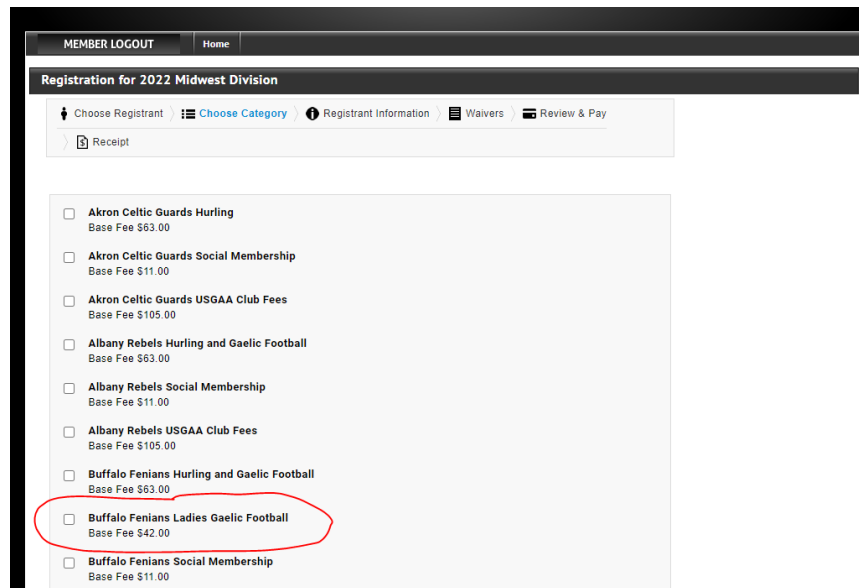 MEMBER LOGOUT Home
Registration for 2022 Midwest Division
Choose Registrant Choose Category Registrant Information Waivers Review & Pay
Receipt
Akron Celtic Guards Hurling
Base Fee $63.00
Akron Celtic Guards Social Membership
Base Fee $11.00
Akron Celtic Guards USGAA Club Fees
Base Fee $105.00
Albany Rebels Hurling and Gaelic Football
Base Fee $63.00
Albany Rebels Social Membership
Base Fee $11.00
Albany Rebels USGAA Club Fees
Base Fee $105.00
Buffalo Fenians Hurling and Gaelic Football
Base Fee $63.00
Buffalo Fenians Ladies Gaelic Football
Base Fee $42.00
Buffalo Fenians Social Membership
Base Fee $11.00